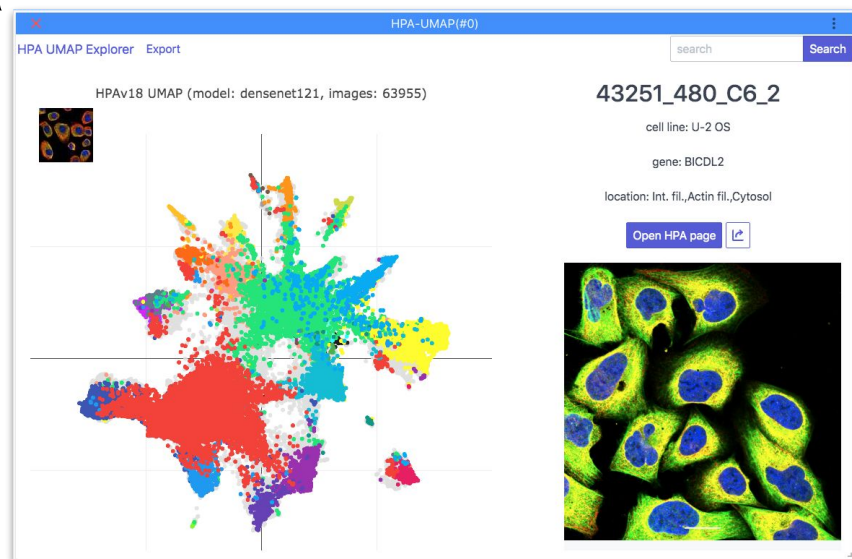 A
HPA-UMAP(#0)
HPA UMAP Explorer Export search Search
HPAv18 UMAP (model: densenet121, images: 63955)
43251_480_C6_2
cell line: U-2 OS
gene: BICDL2
location: Int. fil.,Actin fil.,Cytosol
Open HPA page